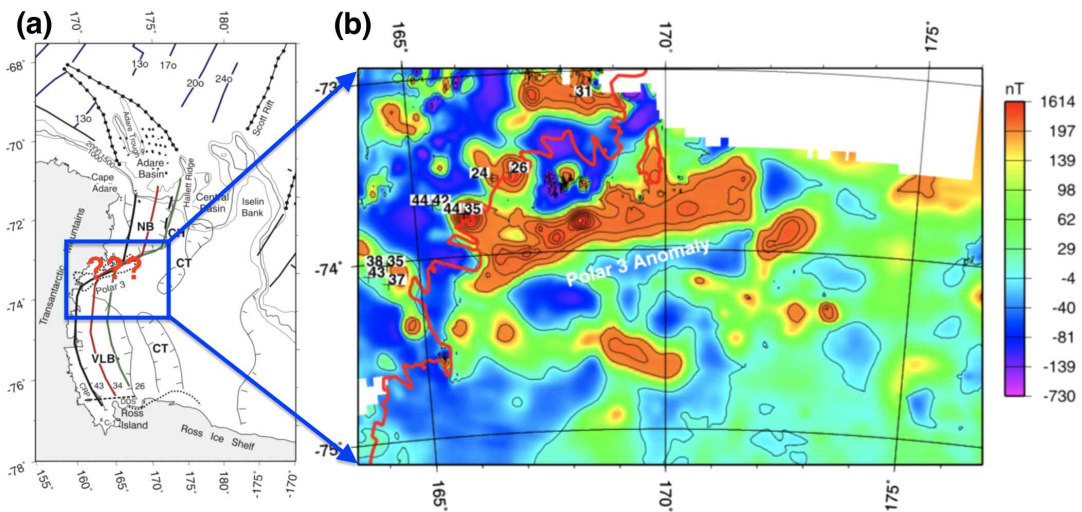 (a)
170°
175°
180°
-68°
-70°
-72°
-74°
-76°
-78°
13o
17o
20o
24o
13o
Scott Rift
Adare Trough
Adare
Basin
Cape
Adare
Hallett Ridge
Central
Basin
Iselin
Bank
NB
CH
CT
Transantarctic Mountains
???
Polar 3
VLB
CT
43
34
26
CRP
DDS
Ross
Island
Ross Ice Shelf
155°
160°
165°
170°
175°
180°
-175°
-170°
(b)
165°
170°
175°
-73°
-74°
-75°
31
24
26
44 42
44 35
38 35
43
37
Polar 3 Anomaly
165°
170°
175°
nT
1614
197
139
62
29
-4
-40
-81
-139
-730